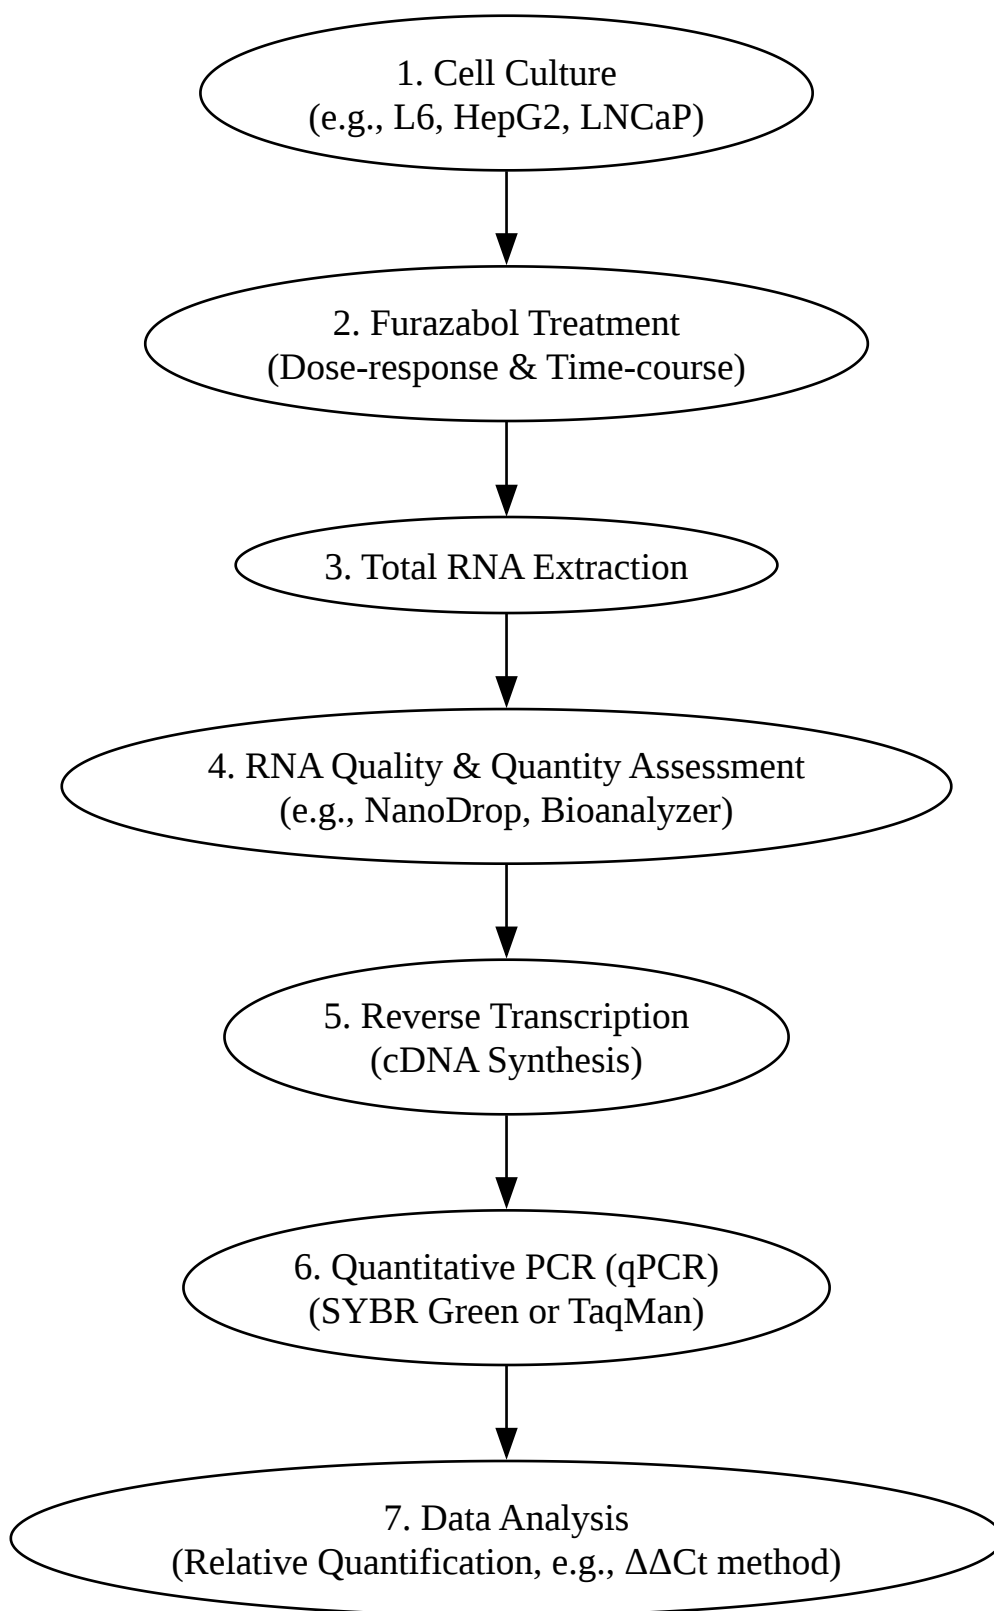 1. Cell Culture
(e.g., L6, HepG2, LNCaP)
2. Furazabol Treatment
(Dose-response & Time-course)
3. Total RNA Extraction
4. RNA Quality & Quantity Assessment
(e.g., NanoDrop, Bioanalyzer)
5. Reverse Transcription
(cDNA Synthesis)
6. Quantitative PCR (qPCR)
(SYBR Green or TaqMan)
7. Data Analysis
(Relative Quantification, e.g., ΔΔCt method)